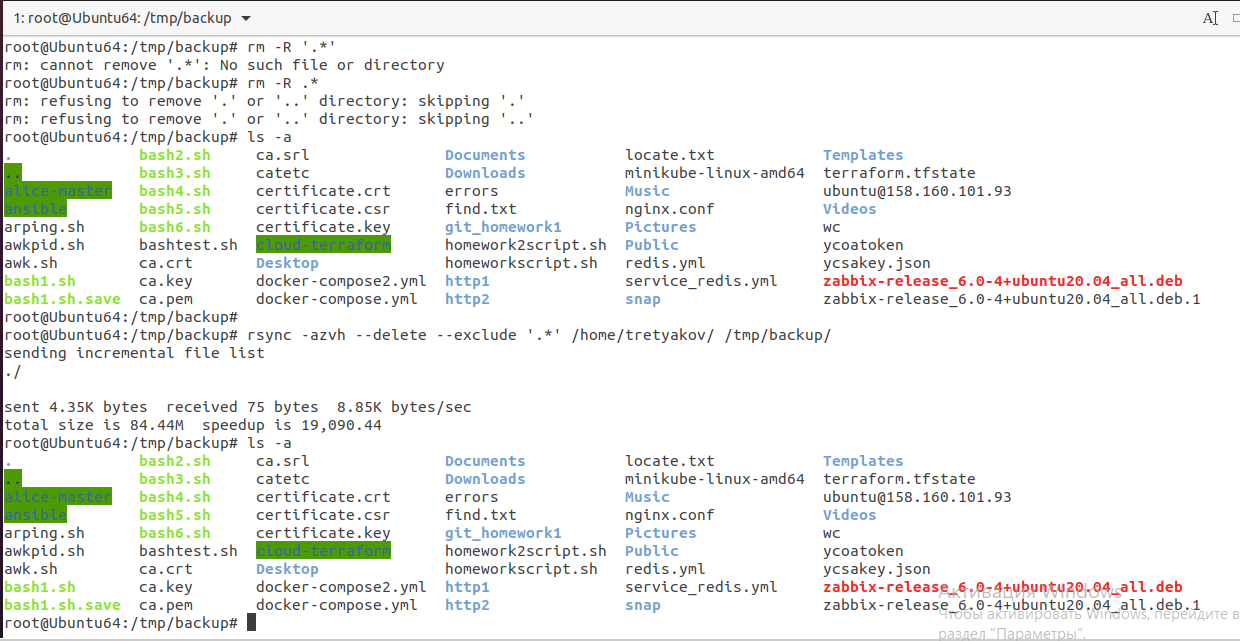 1: root@Ubuntu64: /tmp/backup
root@Ubuntu64:/tmp/backup# rm -R '.*'
rm: cannot remove '.*': No such file or directory
root@Ubuntu64:/tmp/backup# rm -R .*
rm: refusing to remove '.' or '..' directory: skipping '.'
rm: refusing to remove '.' or '..' directory: skipping '..'
root@Ubuntu64:/tmp/backup# ls -a
. bash2.sh ca.srl Documents locate.txt Templates
.. bash3.sh catetc Downloads minikube-linux-amd64 terraform.tfstate
alice-master bash4.sh certificate.crt errors Music ubuntu@158.160.101.93
ansible bash5.sh certificate.csr find.txt nginx.conf Videos
arping.sh bash6.sh certificate.key git_homework1 Pictures wc
awkpid.sh bashtest.sh cloud-terraform homework2script.sh Public ycoatoken
awk.sh ca.crt Desktop homeworkscript.sh redis.yml ycsakey.json
bash1.sh ca.key docker-compose2.yml http1 service_redis.yml zabbix-release_6.0-4+ubuntu20.04_all.deb
bash1.sh.save ca.pem docker-compose.yml http2 snap zabbix-release_6.0-4+ubuntu20.04_all.deb.1
root@Ubuntu64:/tmp/backup#
root@Ubuntu64:/tmp/backup# rsync -azvh --delete --exclude '.*' /home/tretyakov/ /tmp/backup/
sending incremental file list
./
sent 4.35K bytes received 75 bytes 8.85K bytes/sec
total size is 84.44M speedup is 19,090.44
root@Ubuntu64:/tmp/backup# ls -a
. bash2.sh ca.srl Documents locate.txt Templates
.. bash3.sh catetc Downloads minikube-linux-amd64 terraform.tfstate
alice-master bash4.sh certificate.crt errors Music ubuntu@158.160.101.93
ansible bash5.sh certificate.csr find.txt nginx.conf Videos
arping.sh bash6.sh certificate.key git_homework1 Pictures wc
awkpid.sh bashtest.sh cloud-terraform homework2script.sh Public ycoatoken
awk.sh ca.crt Desktop homeworkscript.sh redis.yml ycsakey.json
bash1.sh ca.key docker-compose2.yml http1 service_redis.yml zabbix-release_6.0-4+ubuntu20.04_all.deb
bash1.sh.save ca.pem docker-compose.yml http2 snap zabbix-release_6.0-4+ubuntu20.04_all.deb.1
root@Ubuntu64:/tmp/backup#
Активация Windows
Чтобы активировать Windows, перейдите в
раздел "Параметры".